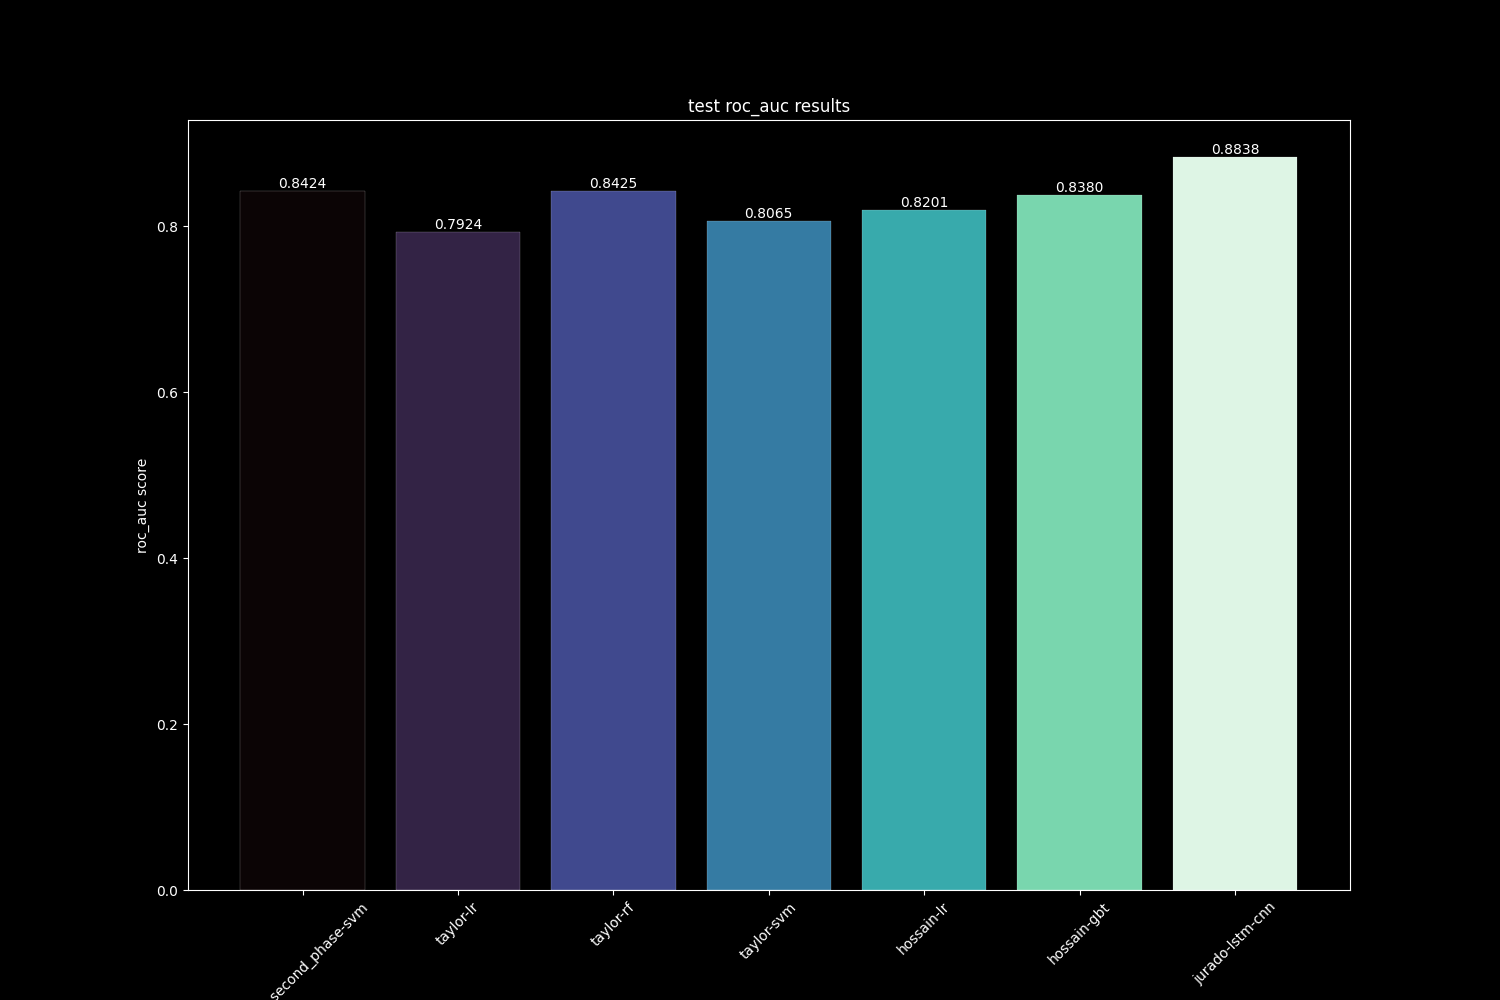 test roc_auc results
0.8838
0.8424
0.8425
0.8380
0.8201
0.8065
0.7924
0.8
0.6
0.4
0.2
0.0
roc_auc score
second_phase-svm
taylor-lr
taylor-rf
taylor-svm
hossain-lr
hossain-gbt
jurado-lstm-cnn